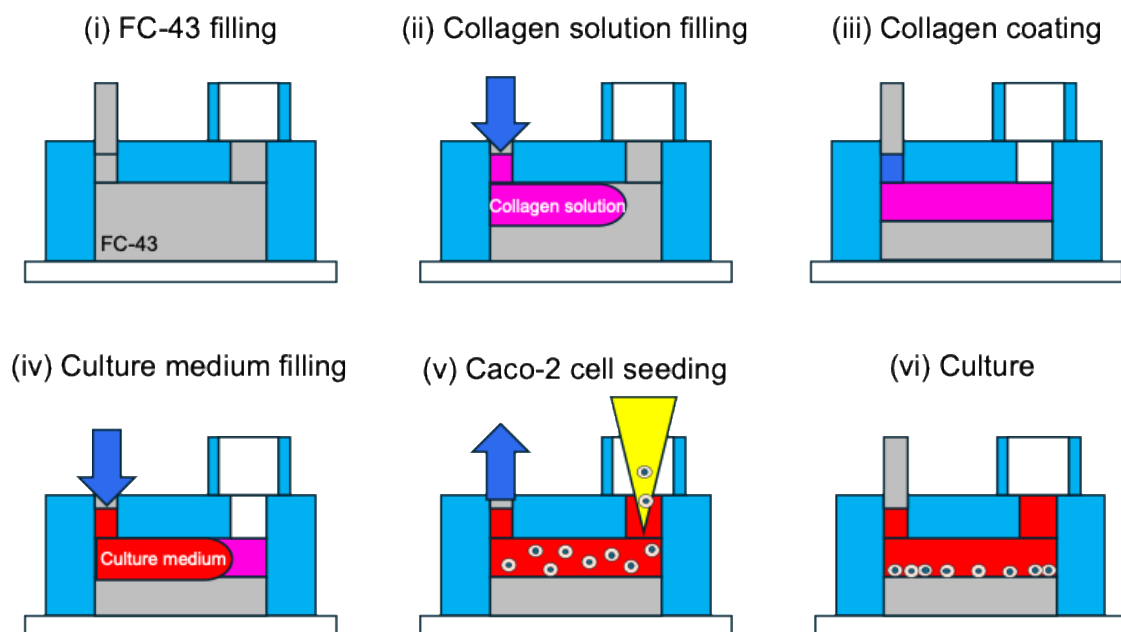 (i) FC-43 filling
(ii) Collagen solution filling
(iii) Collagen coating
Collagen solution
FC-43
(iv) Culture medium filling
(v) Caco-2 cell seeding
(vi) Culture
Culture medium